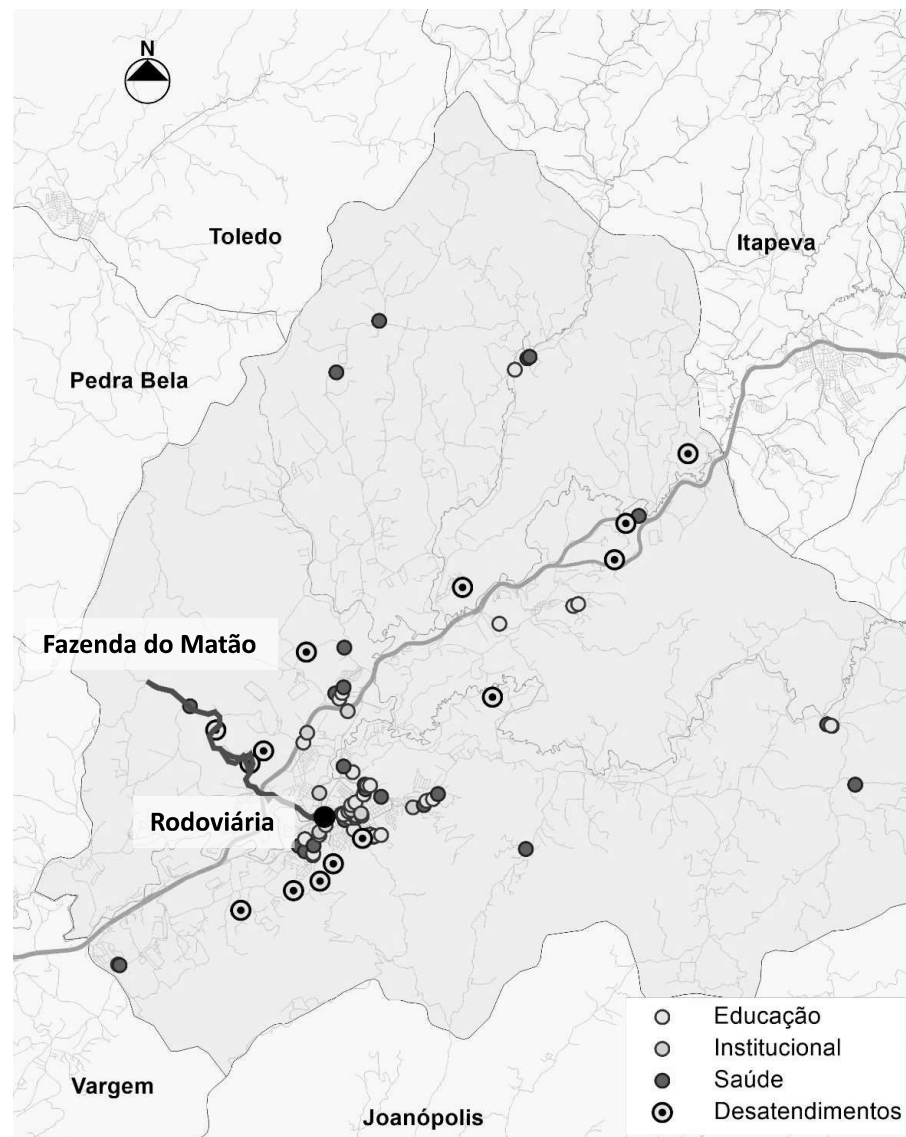 N
Toledo
Itapeva
Pedra Bela
Fazenda do Matão
Rodoviária
Educação
Institucional
Saúde
Desatendimentos
Vargem
Joanópolis